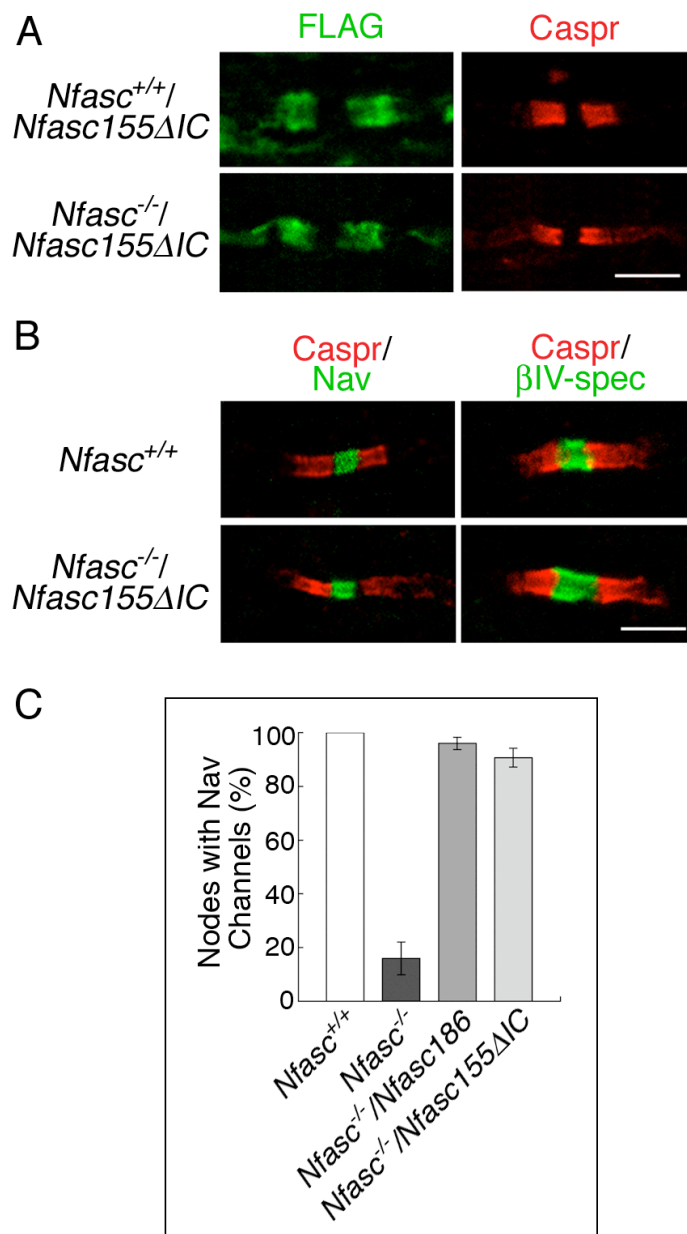 A
FLAG
Caspr
Nfasc+/+/
Nfasc155ΔIC
Nfasc-/-/
Nfasc155ΔIC
B
Caspr/
Nav
Caspr/
βIV-spec
Nfasc+/+
Nfasc-/-/
Nfasc155ΔIC
C
Nodes with Nav
Channels (%)
100
80
60
40
20
0
Nfasc+/+
Nfasc-/-
Nfasc-/-/Nfasc186
Nfasc-/-/Nfasc155ΔIC